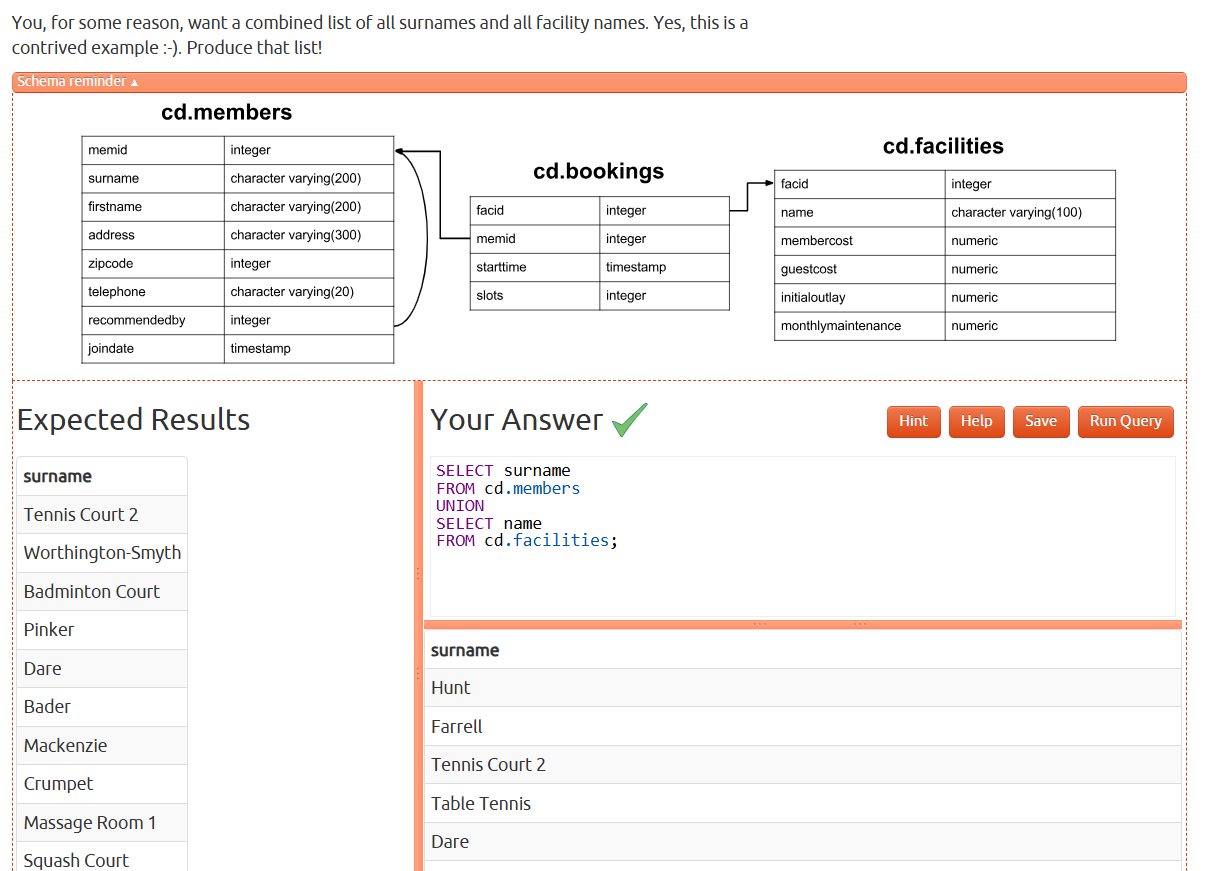 You, for some reason, want a combined list of all surnames and all facility names. Yes, this is a
contrived example :-). Produce that list!
Schema reminder ▲
cd.members
memid integer
surname character varying(200)
firstname character varying(200)
address character varying(300)
zipcode integer
telephone character varying(20)
recommendedby integer
joindate timestamp
cd.bookings
facid integer
memid integer
starttime timestamp
slots integer
cd.facilities
facid integer
name character varying(100)
membercost numeric
guestcost numeric
initialoutlay numeric
monthlymaintenance numeric
Expected Results
surname
Tennis Court 2
Worthington-Smyth
Badminton Court
Pinker
Dare
Bader
Mackenzie
Crumpet
Massage Room 1
Squash Court
Your Answer
Hint Help Save Run Query
SELECT surname
FROM cd.members
UNION
SELECT name
FROM cd.facilities;
surname
Hunt
Farrell
Tennis Court 2
Table Tennis
Dare